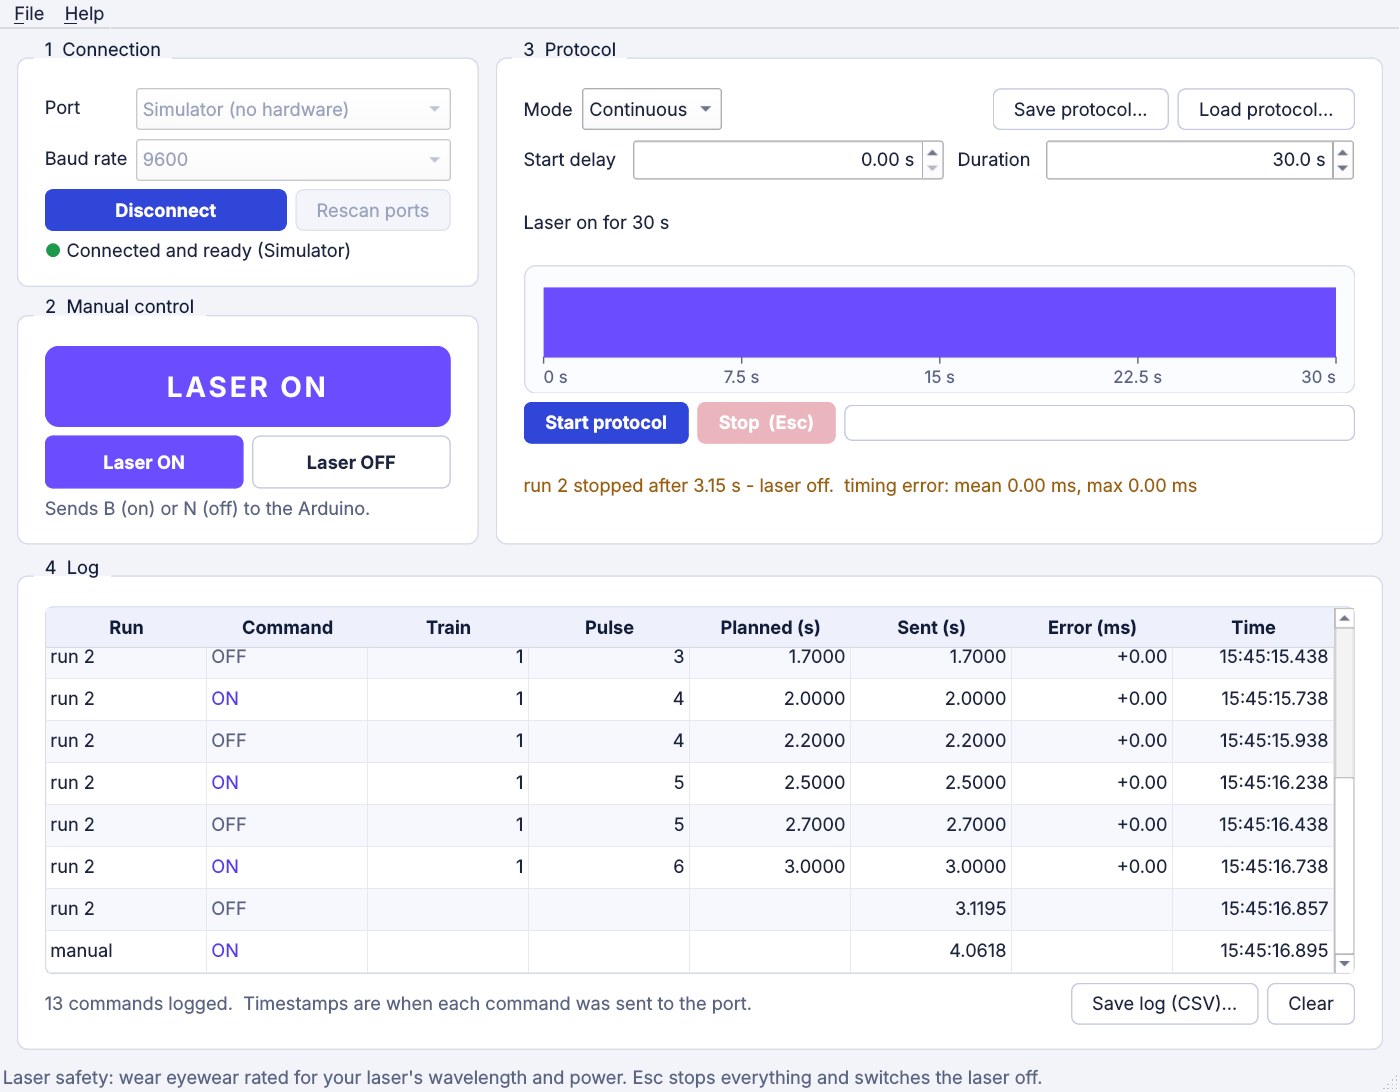 File Help
1 Connection
Port Simulator (no hardware)
Baud rate 9600
Disconnect Rescan ports
Connected and ready (Simulator)
2 Manual control
LASER ON
Laser ON Laser OFF
Sends B (on) or N (off) to the Arduino.
3 Protocol
Mode Continuous Save protocol... Load protocol...
Start delay 0.00 s Duration 30.0 s
Laser on for 30 s
0 s 7.5 s 15 s 22.5 s 30 s
Start protocol Stop (Esc)
run 2 stopped after 3.15 s - laser off. timing error: mean 0.00 ms, max 0.00 ms
4 Log
Run Command Train Pulse Planned (s) Sent (s) Error (ms) Time
run 2 OFF 1 3 1.7000 1.7000 +0.00 15:45:15.438
run 2 ON 1 4 2.0000 2.0000 +0.00 15:45:15.738
run 2 OFF 1 4 2.2000 2.2000 +0.00 15:45:15.938
run 2 ON 1 5 2.5000 2.5000 +0.00 15:45:16.238
run 2 OFF 1 5 2.7000 2.7000 +0.00 15:45:16.438
run 2 ON 1 6 3.0000 3.0000 +0.00 15:45:16.738
run 2 OFF 3.1195 15:45:16.857
manual ON 4.0618 15:45:16.895
13 commands logged. Timestamps are when each command was sent to the port. Save log (CSV)... Clear
Laser safety: wear eyewear rated for your laser's wavelength and power. Esc stops everything and switches the laser off.